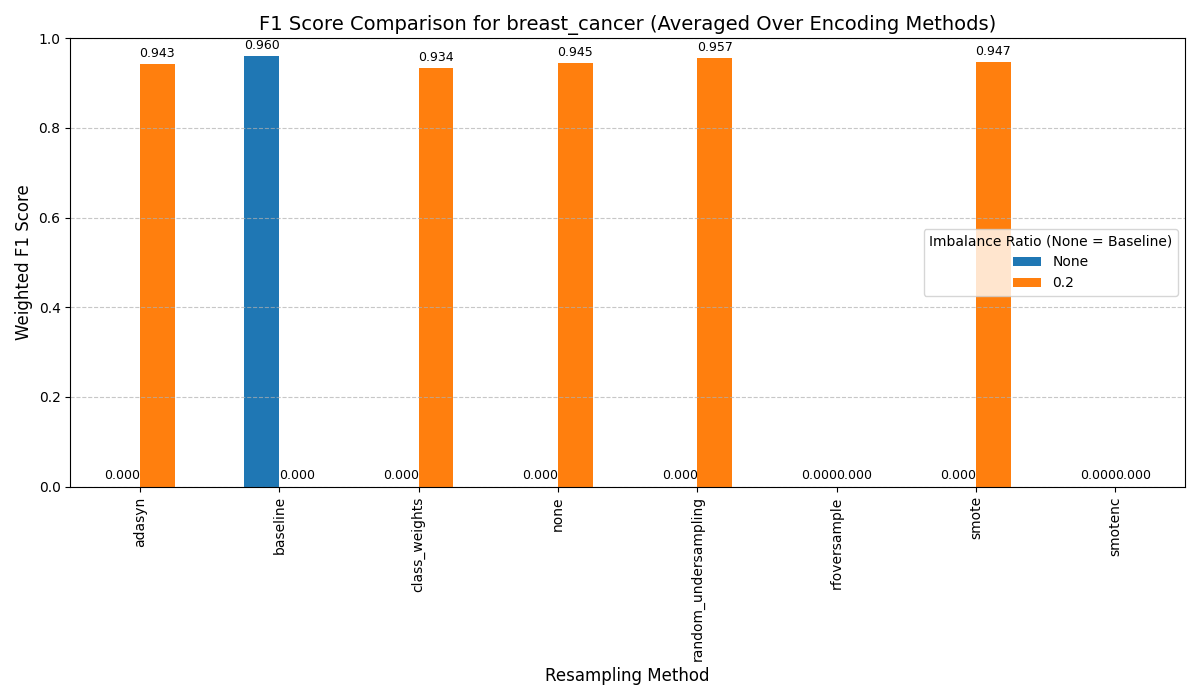 F1 Score Comparison for breast_cancer (Averaged Over Encoding Methods)
Weighted F1 Score
1.0
0.8
0.6
0.4
0.2
0.0
0.943
0.960
0.934
0.945
0.957
0.947
0.000
0.000
0.000
0.000
0.000
0.0000.000
0.000
0.0000.000
Imbalance Ratio (None = Baseline)
None
0.2
adasyn
baseline
class_weights
none
random_undersampling
rfoversample
smote
smotenc
Resampling Method